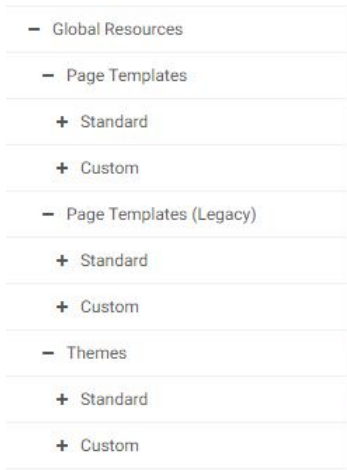 Global Resources
Page Templates
Standard
Custom
Page Templates (Legacy)
Standard
Custom
Themes
Standard
Custom